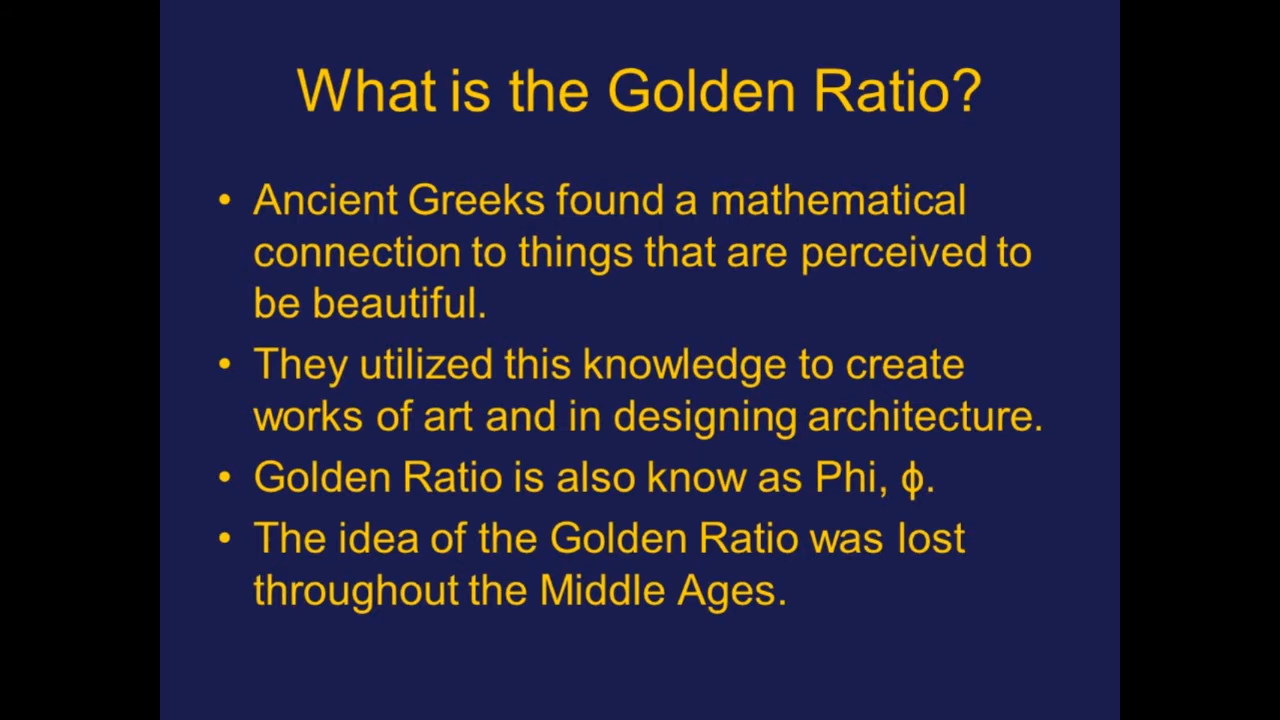 What is the Golden Ratio?
• Ancient Greeks found a mathematical
connection to things that are perceived to
be beautiful.
• They utilized this knowledge to create
works of art and in designing architecture.
• Golden Ratio is also know as Phi, ϕ.
• The idea of the Golden Ratio was lost
throughout the Middle Ages.